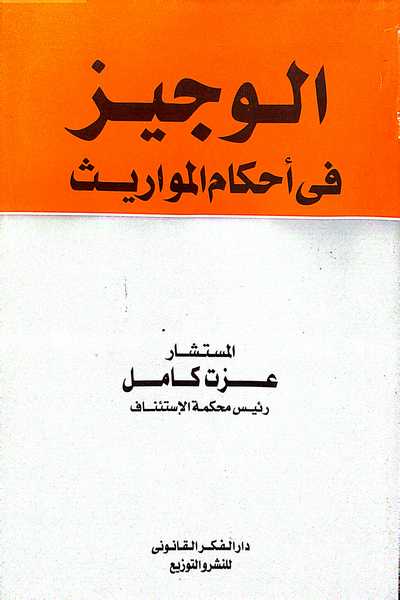 الوجيز
فى أحكام المواريث
المستشار
عزت كامل
رئيس محكمة الإستئناف
دار الفكر القانونى
للنشر والتوزيع